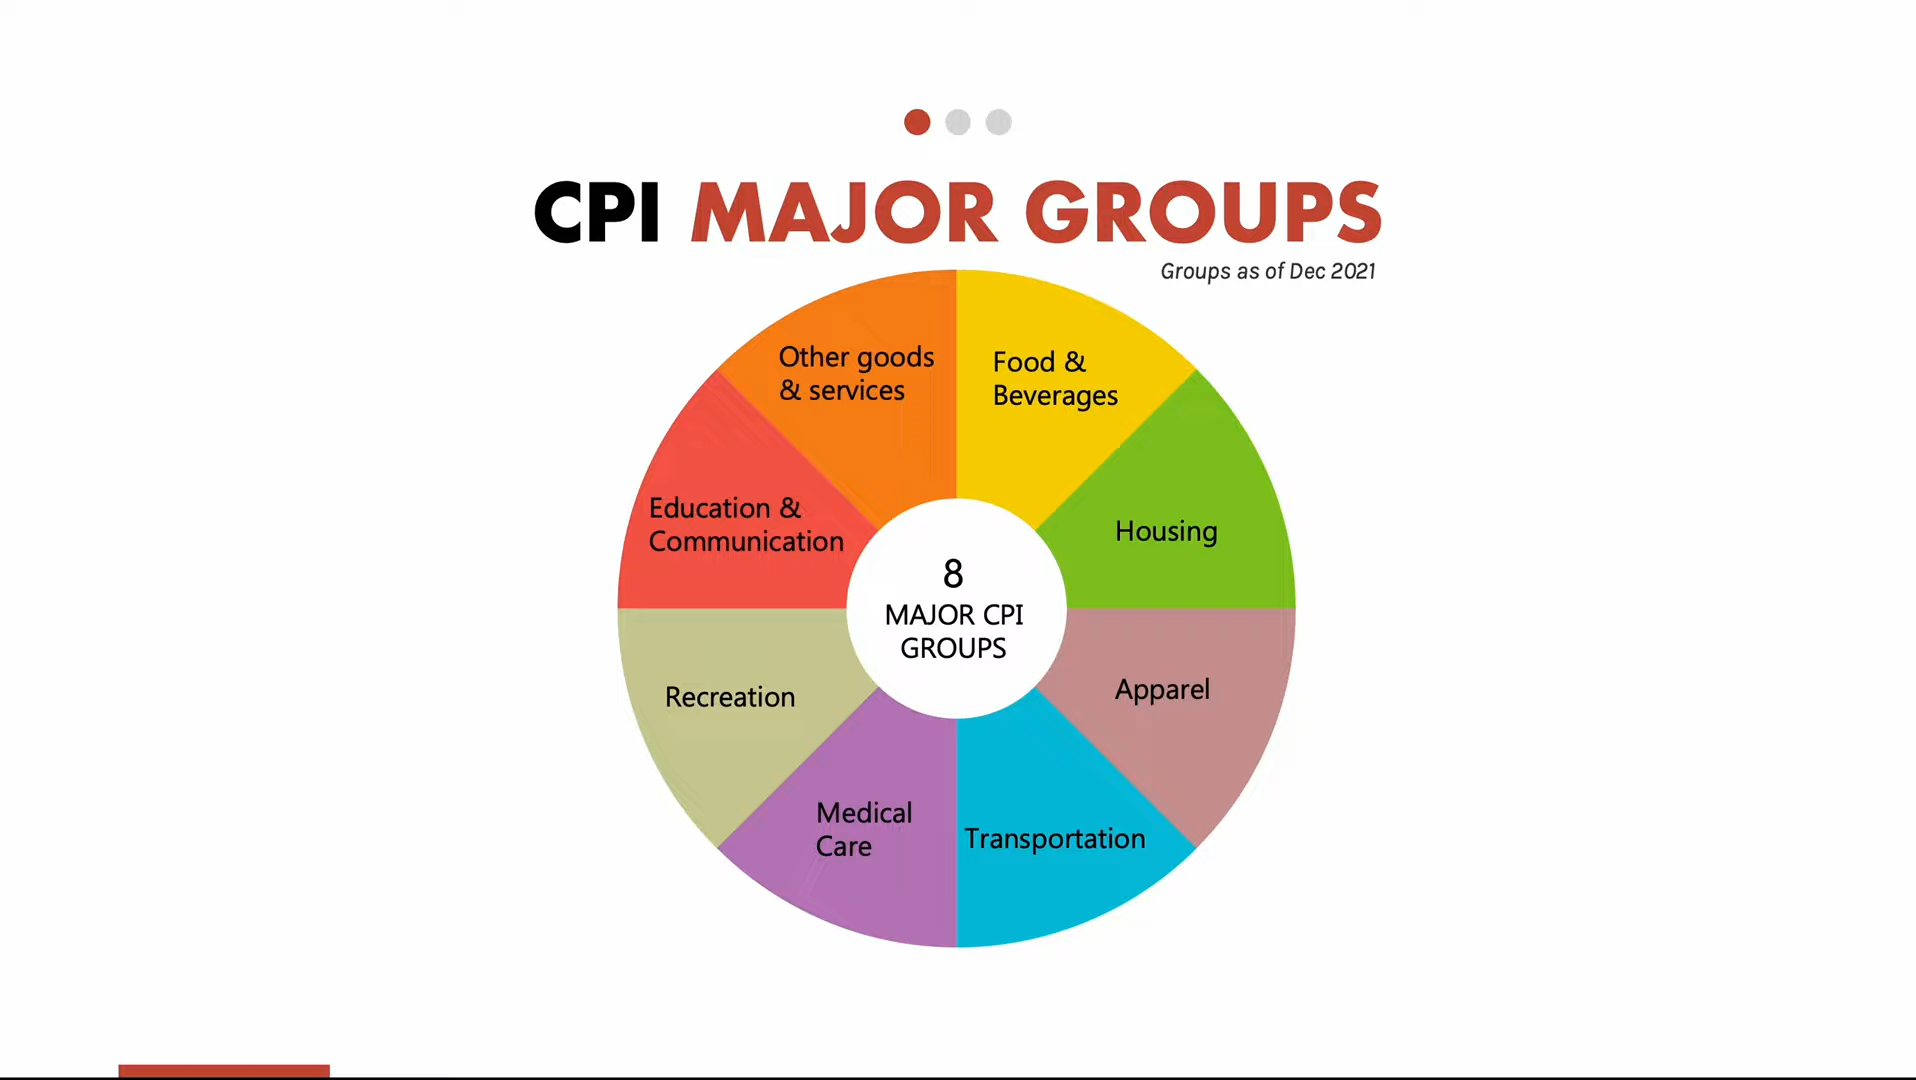 CPI MAJOR GROUPS
Groups as of Dec 2021
Other goods
& services
Food &
Beverages
Education &
Communication
Housing
8
MAJOR CPI
GROUPS
Recreation
Apparel
Medical
Care
Transportation